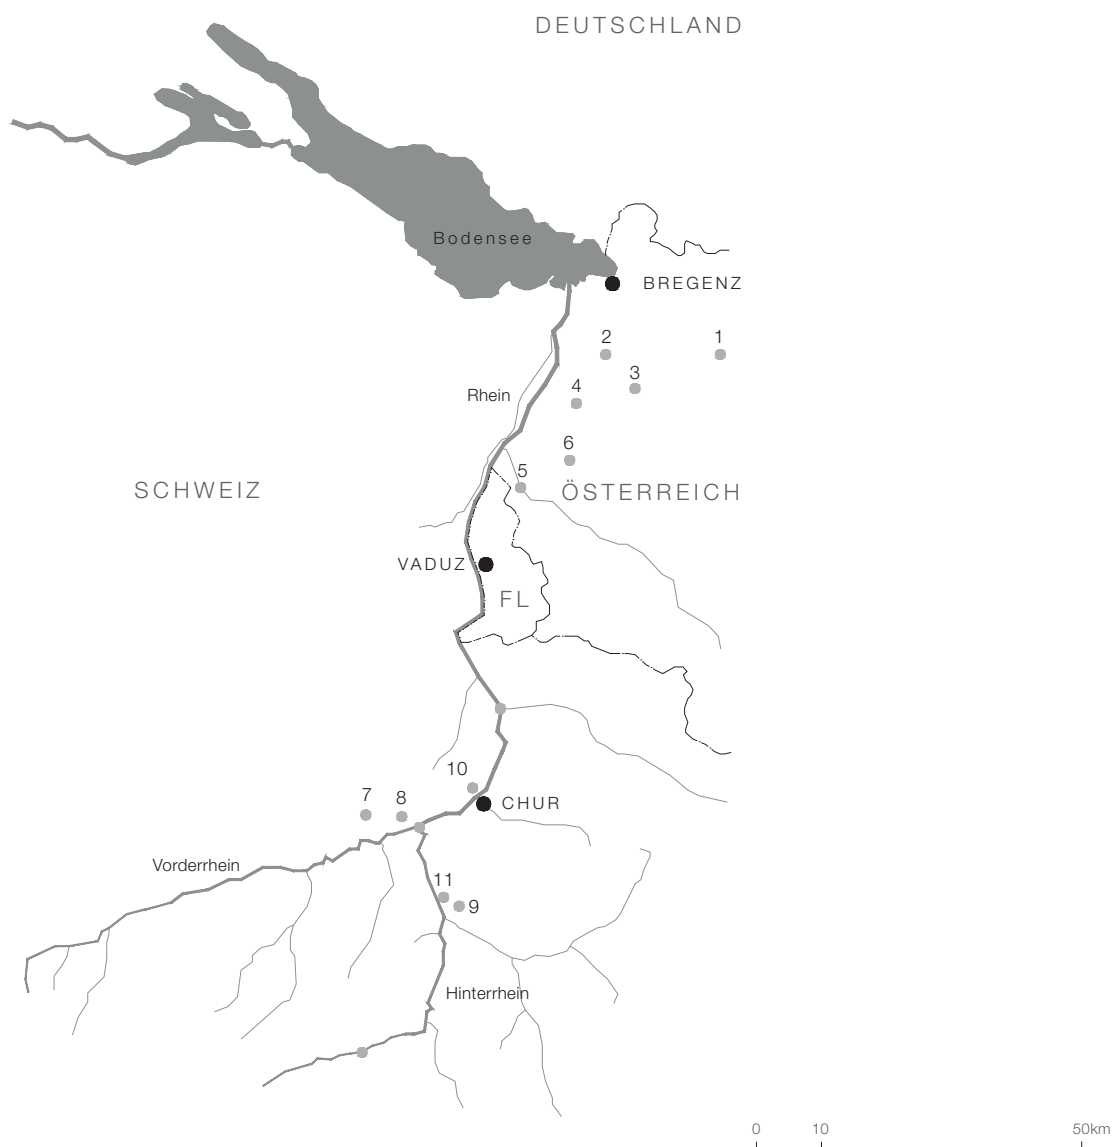 DEUTSCHLAND
Bodensee
BREGENZ
2
1
3
4
Rhein
6
5
SCHWEIZ
ÖSTERREICH
VADUZ
FL
10
7
8
CHUR
Vorderrhein
11
9
Hinterrhein
0 10 50km